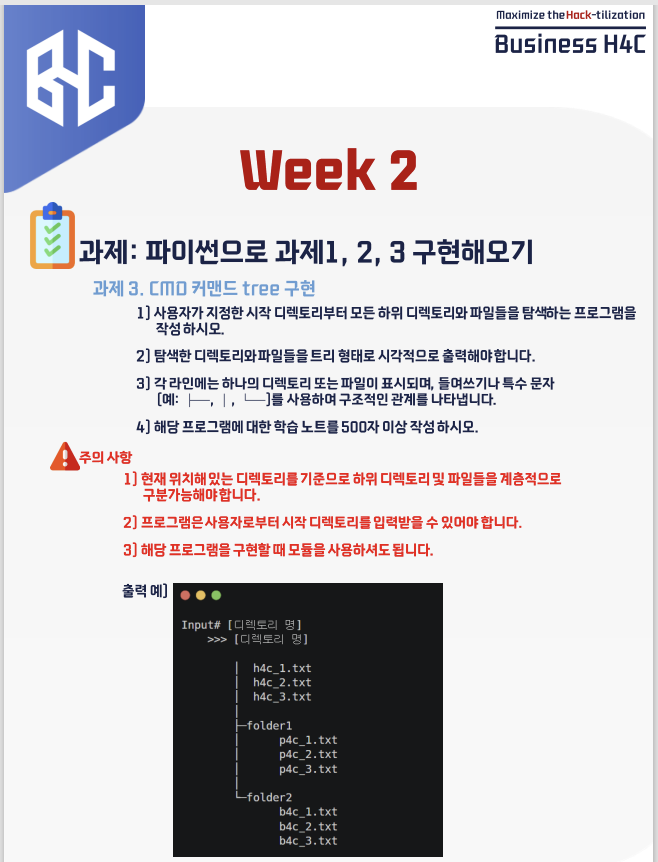 Maximize the Hack-tilization
Business H4C
H4C
Week 2
과제: 파이썬으로 과제1, 2, 3 구현해오기
과제 3. CMD 커맨드 tree 구현
1] 사용자가 지정한 시작 디렉토리부터 모든 하위 디렉토리와 파일들을 탐색하는 프로그램을
작성 하시오.
2] 탐색한 디렉토리와 파일들을 트리 형태로 시각적으로 출력해야 합니다.
3] 각 라인에는 하나의 디렉토리 또는 파일이 표시되며, 들여쓰기나 특수 문자
[예: ├──, │, └──]를 사용하여 구조적인 관계를 나타냅니다.
4] 해당 프로그램에 대한 학습 노트를 500자 이상 작성 하시오.
주의 사항
1] 현재 위치해 있는 디렉토리를 기준으로 하위 디렉토리 및 파일들을 계층적으로
구분가능해야 합니다.
2] 프로그램은 사용자로부터 시작 디렉토리를 입력받을 수 있어야 합니다.
3] 해당 프로그램을 구현할 때 모듈을 사용하셔도 됩니다.
출력 예]
Input# [디렉토리 명]
>>> [디렉토리 명]
│ h4c_1.txt
│ h4c_2.txt
│ h4c_3.txt
│
├─folder1
│ p4c_1.txt
│ p4c_2.txt
│ p4c_3.txt
│
└─folder2
b4c_1.txt
b4c_2.txt
b4c_3.txt